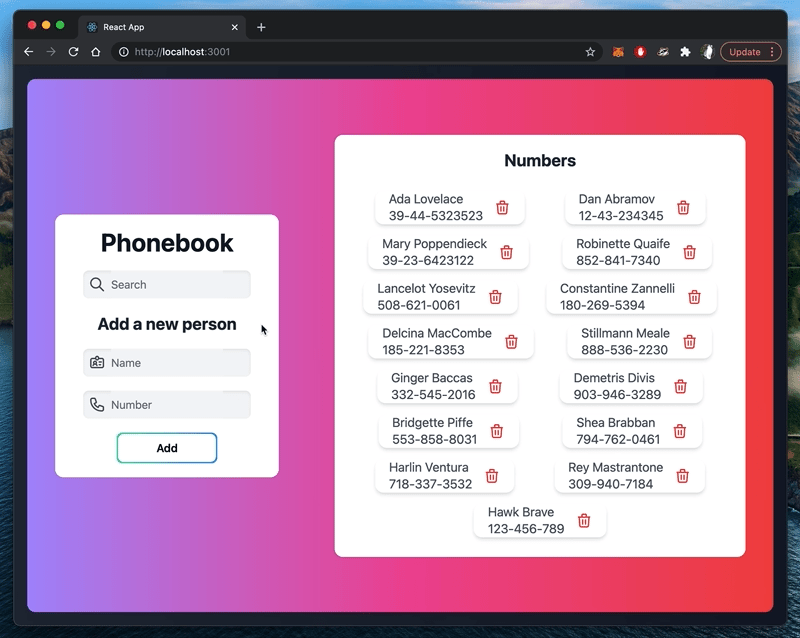 React App
http://localhost:3001
Update
Phonebook
Search
Add a new person
Name
Number
Add
Numbers
Ada Lovelace
39-44-5323523
Dan Abramov
12-43-234345
Mary Poppendieck
39-23-6423122
Robinette Quaife
852-841-7340
Lancelot Yosevitz
508-621-0061
Constantine Zannelli
180-269-5394
Delcina MacCombe
185-221-8353
Stillmann Meale
888-536-2230
Ginger Baccas
332-545-2016
Demetris Divis
903-946-3289
Bridgette Piffe
553-858-8031
Shea Brabban
794-762-0461
Harlin Ventura
718-337-3532
Rey Mastrantone
309-940-7184
Hawk Brave
123-456-789